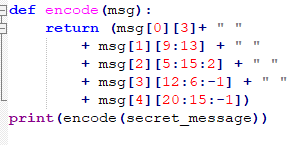 def encode(msg):
    return (msg[0][3]+ " "
        + msg[1][9:13] + " "
        + msg[2][5:15:2] + " "
        + msg[3][12:6:-1] + " "
        + msg[4][20:15:-1])
print(encode(secret_message))